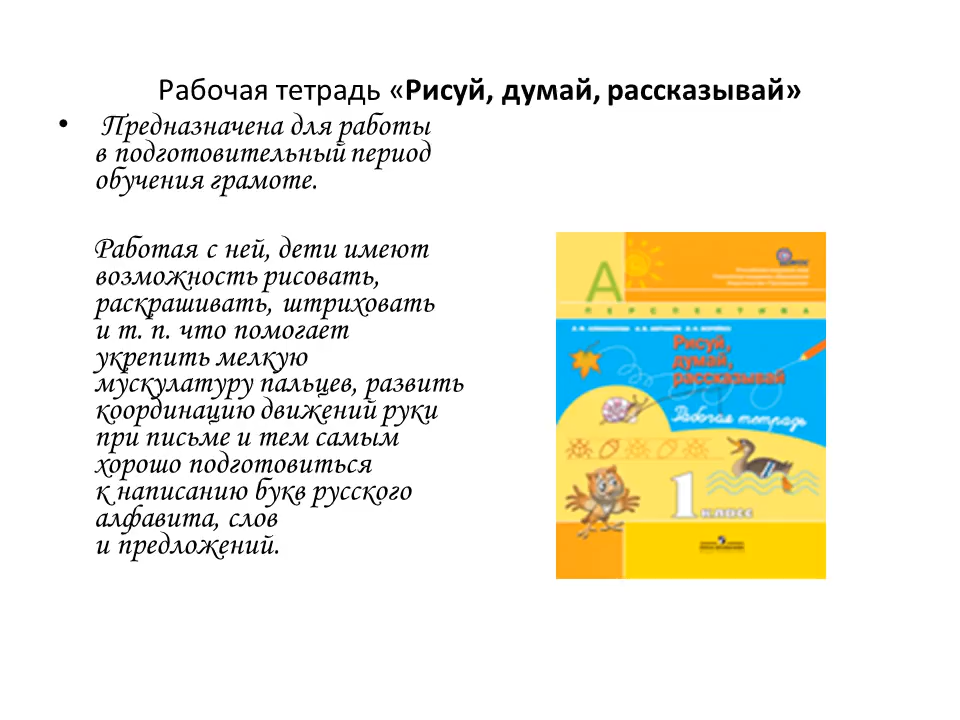 Рабочая тетрадь «Рисуй, думай, рассказывай»
• Предназначена для работы
в подготовительный период
обучения грамоте.
Работая с ней, дети имеют
возможность рисовать,
раскрашивать, штриховать
и т. п. что помогает
укрепить мелкую
мускулатуру пальцев, развить
координацию движений руки
при письме и тем самым
хорошо подготовиться
к написанию букв русского
алфавита, слов
и предложений.
А
ПЕРСПЕКТИВА
Рисуй,
думай,
рассказывай
Рабочая тетрадь
1
класс